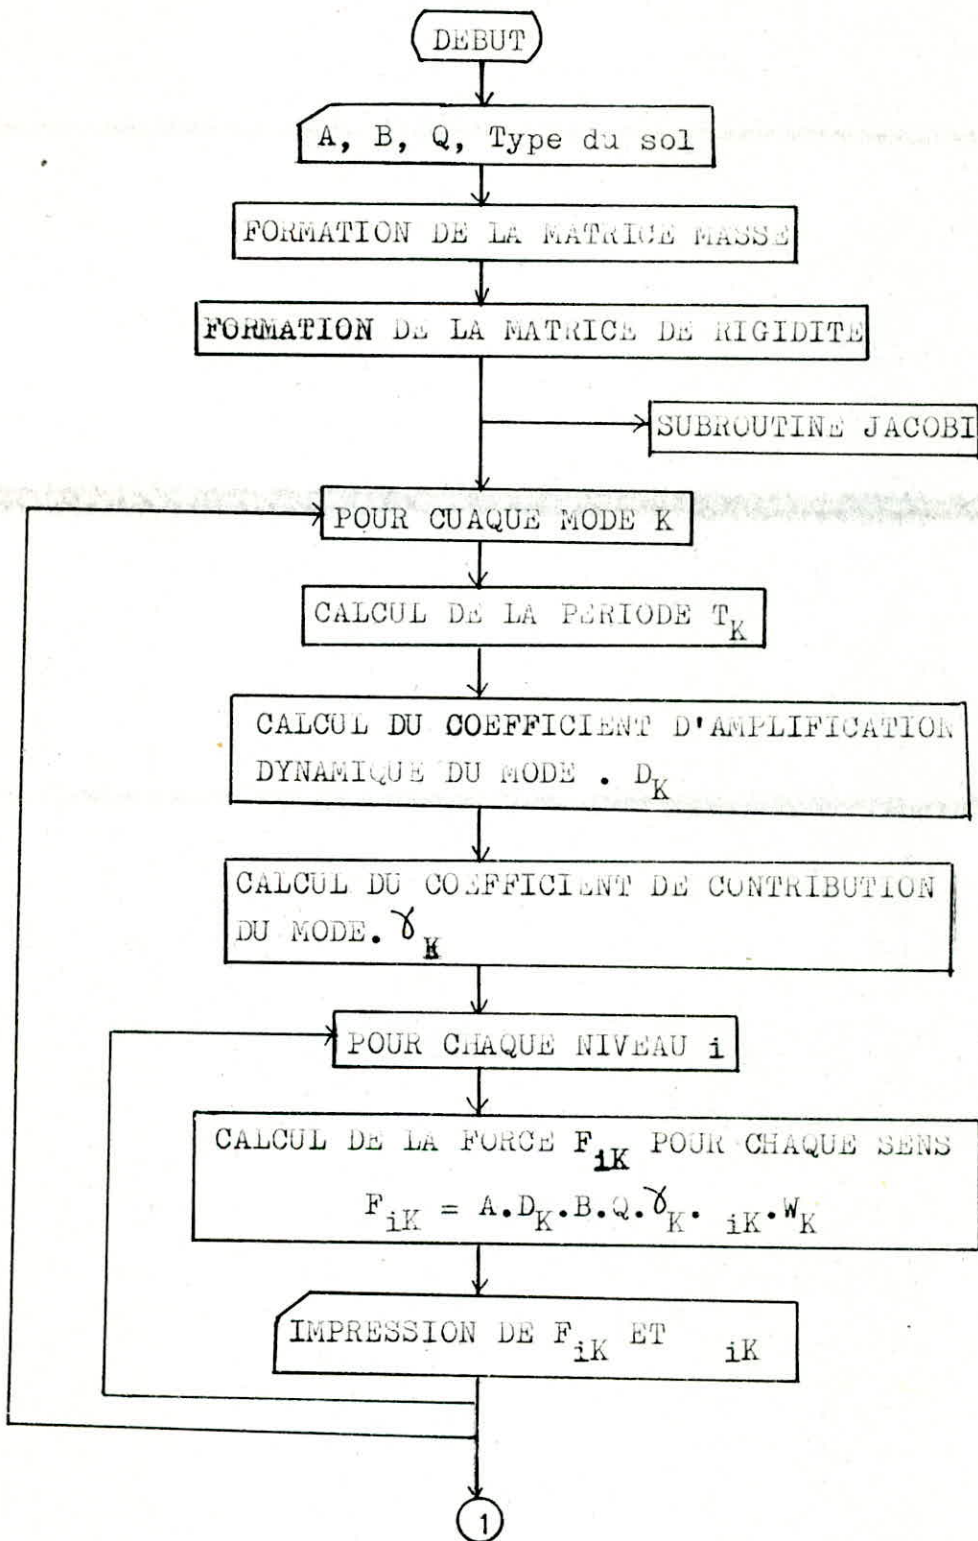 DEBUT
A, B, Q, Type du sol
FORMATION DE LA MATRICE MASSE
FORMATION DE LA MATRICE DE RIGIDITE
SUBROUTINE JACOBI
POUR CUAQUE MODE K
CALCUL DE LA PERIODE T_K
CALCUL DU COEFFICIENT D'AMPLIFICATION
DYNAMIQUE DU MODE . D_K
CALCUL DU COEFFICIENT DE CONTRIBUTION
DU MODE. γ_K
POUR CHAQUE NIVEAU i
CALCUL DE LA FORCE F_iK POUR CHAQUE SENS
F_iK = A.D_K.B.Q.γ_K. _iK.W_K
IMPRESSION DE F_iK ET _iK
1